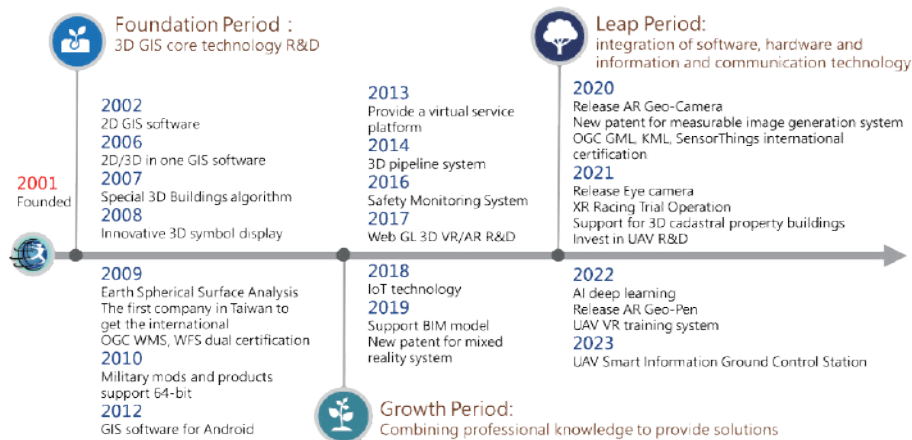 Foundation Period :
3D GIS core technology R&D
2001
Founded
2002
2D GIS software
2006
2D/3D in one GIS software
2007
Special 3D Buildings algorithm
2008
Innovative 3D symbol display
2009
Earth Spherical Surface Analysis
The first company in Taiwan to
get the international
OGC WMS, WFS dual certification
2010
Military mods and products
support 64-bit
2012
GIS software for Android
2013
Provide a virtual service
platform
2014
3D pipeline system
2016
Safety Monitoring System
2017
Web GL 3D VR/AR R&D
2018
IoT technology
2019
Support BIM model
New patent for mixed
reality system
Growth Period:
Combining professional knowledge to provide solutions
Leap Period:
integration of software, hardware and
information and communication technology
2020
Release AR Geo-Camera
New patent for measurable image generation system
OGC GML, KML, SensorThings international
certification
2021
Release Eye camera
XR Racing Trial Operation
Support for 3D cadastral property buildings
Invest in UAV R&D
2022
AI deep learning
Release AR Geo-Pen
UAV VR training system
2023
UAV Smart Information Ground Control Station